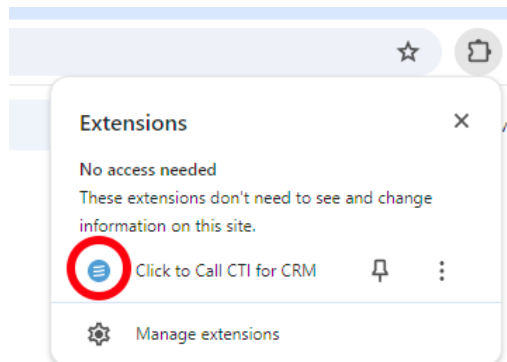 Extensions
No access needed
These extensions don't need to see and change
information on this site.
Click to Call CTI for CRM
Manage extensions